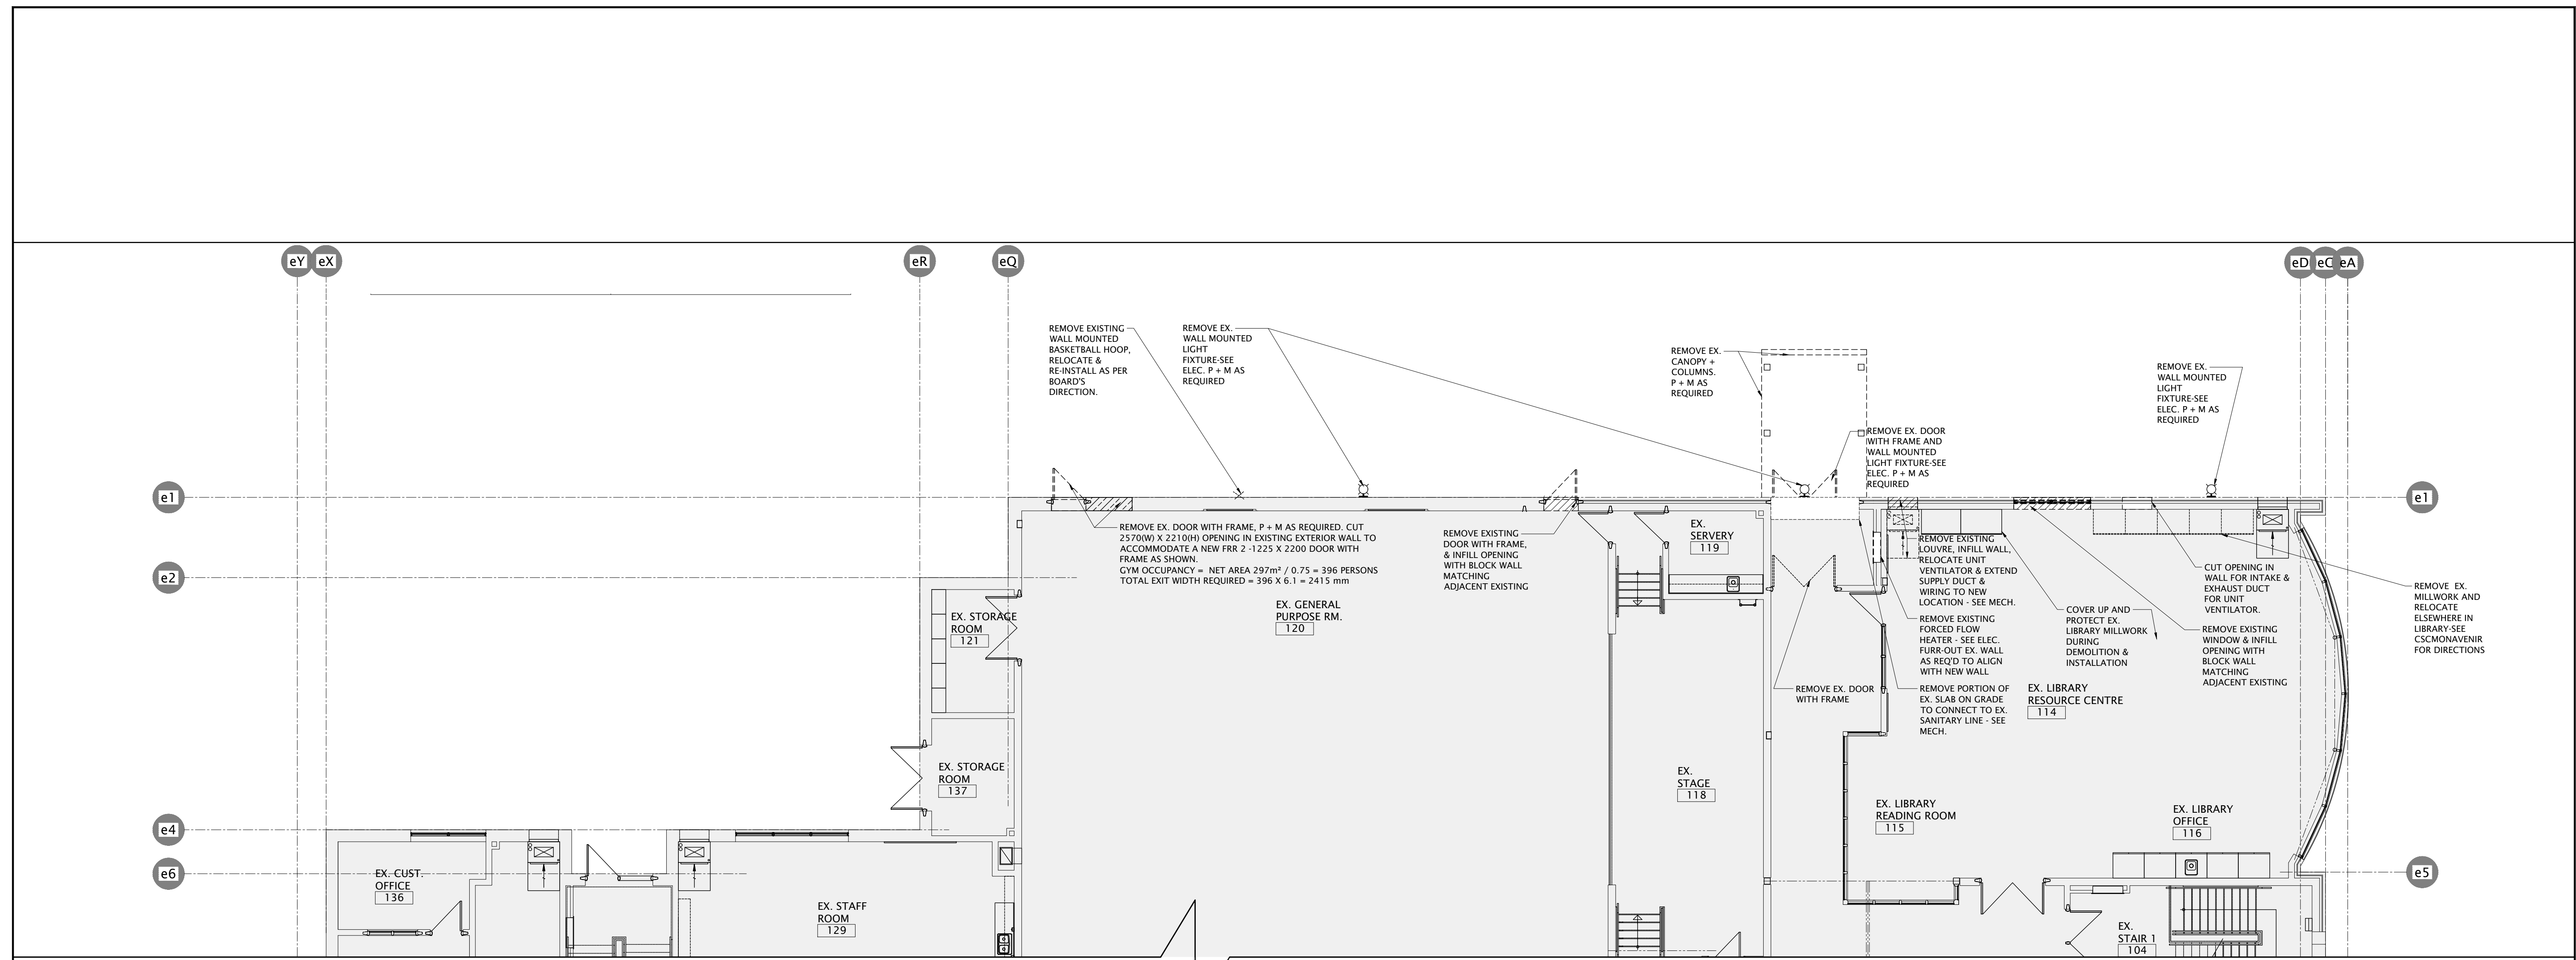 eY
eX
eR
eQ
eD
eC
eA
REMOVE EXISTING
WALL MOUNTED
BASKETBALL HOOP,
RELOCATE &
RE-INSTALL AS PER
BOARD'S
DIRECTION.
REMOVE EX.
WALL MOUNTED
LIGHT
FIXTURE-SEE
ELEC. P + M AS
REQUIRED
REMOVE EX.
CANOPY +
COLUMNS.
P + M AS
REQUIRED
REMOVE EX.
WALL MOUNTED
LIGHT
FIXTURE-SEE
ELEC. P + M AS
REQUIRED
REMOVE EX. DOOR
WITH FRAME AND
WALL MOUNTED
LIGHT FIXTURE-SEE
ELEC. P + M AS
REQUIRED
e1
e1
REMOVE EX. DOOR WITH FRAME, P + M AS REQUIRED. CUT
2570(W) X 2210(H) OPENING IN EXISTING EXTERIOR WALL TO
ACCOMMODATE A NEW FRR 2 -1225 X 2200 DOOR WITH
FRAME AS SHOWN.
GYM OCCUPANCY = NET AREA 297m² / 0.75 = 396 PERSONS
TOTAL EXIT WIDTH REQUIRED = 396 X 6.1 = 2415 mm
REMOVE EXISTING
DOOR WITH FRAME,
& INFILL OPENING
WITH BLOCK WALL
MATCHING
ADJACENT EXISTING
EX.
SERVERY
119
REMOVE EXISTING
LOUVRE, INFILL WALL,
RELOCATE UNIT
VENTILATOR & EXTEND
SUPPLY DUCT &
WIRING TO NEW
LOCATION - SEE MECH.
CUT OPENING IN
WALL FOR INTAKE &
EXHAUST DUCT
FOR UNIT
VENTILATOR.
e2
REMOVE EX.
MILLWORK AND
RELOCATE
ELSEWHERE IN
LIBRARY-SEE
CSCMONAVENIR
FOR DIRECTIONS
EX. GENERAL
PURPOSE RM.
120
EX. STORAGE
ROOM
121
COVER UP AND
PROTECT EX.
LIBRARY MILLWORK
DURING
DEMOLITION &
INSTALLATION
REMOVE EXISTING
FORCED FLOW
HEATER - SEE ELEC.
FURR-OUT EX. WALL
AS REQ'D TO ALIGN
WITH NEW WALL
REMOVE EXISTING
WINDOW & INFILL
OPENING WITH
BLOCK WALL
MATCHING
ADJACENT EXISTING
REMOVE EX. DOOR
WITH FRAME
REMOVE PORTION OF
EX. SLAB ON GRADE
TO CONNECT TO EX.
SANITARY LINE - SEE
MECH.
EX. LIBRARY
RESOURCE CENTRE
114
EX. STORAGE
ROOM
137
EX.
STAGE
118
EX. LIBRARY
READING ROOM
115
EX. LIBRARY
OFFICE
116
e4
e6
e5
EX. CUST.
OFFICE
136
EX. STAFF
ROOM
129
EX.
STAIR 1
104